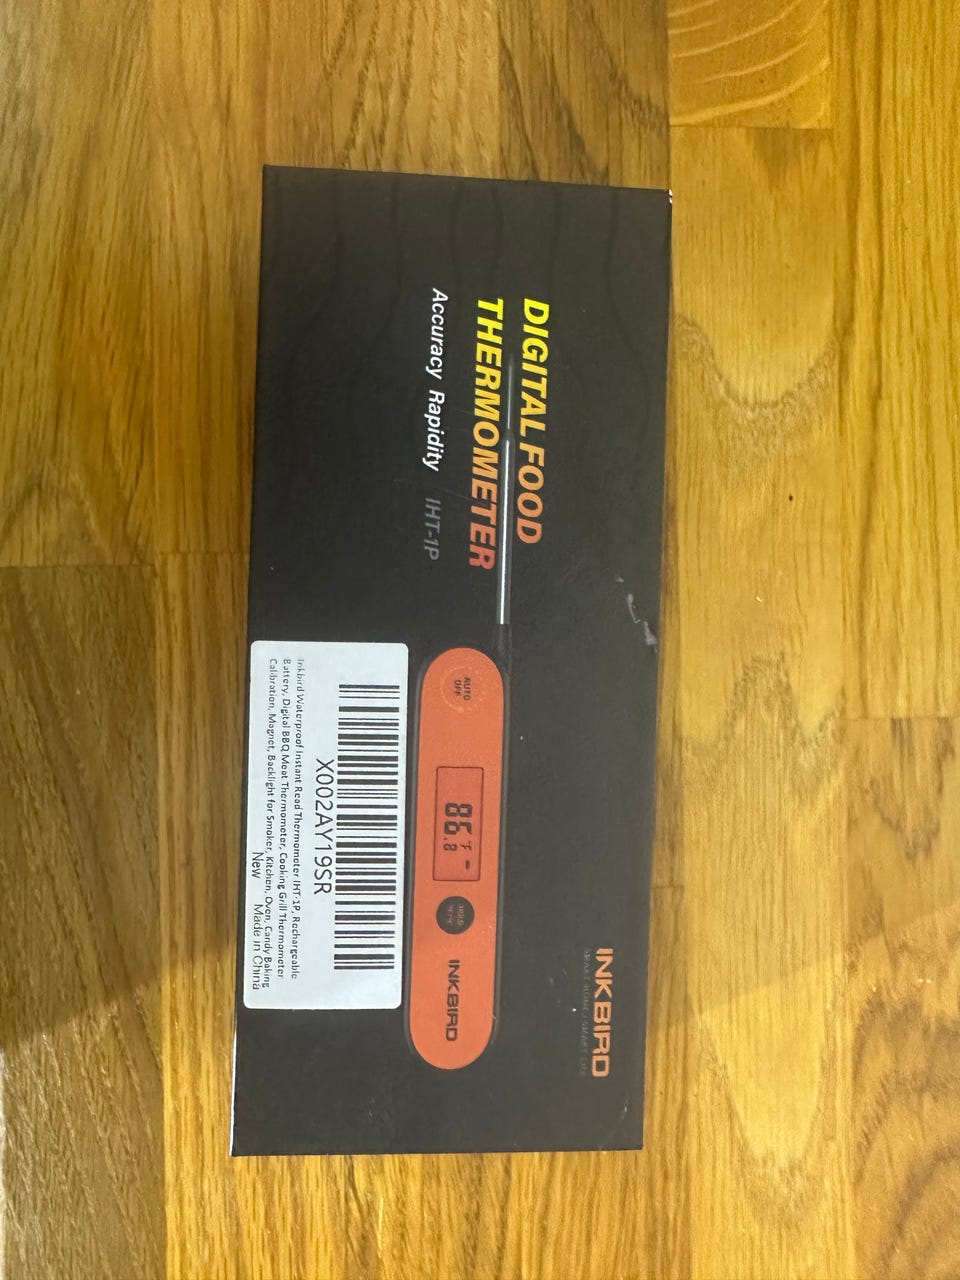 INKBIRD
DIGITAL FOOD
THERMOMETER
Accuracy Rapidity IHT-1P
AUTO
OFF
86.8 °F
HOLD
INKBIRD
X002AY19SR
Inkbird Waterproof Instant Read Thermometer IHT-1P, Rechargeable
Battery, Digital BBQ Meat Thermometer, Cooking Grill Thermometer
Calibration, Magnet, Backlight for Smoker, Kitchen, Oven, Candy Baking
New
Made in China